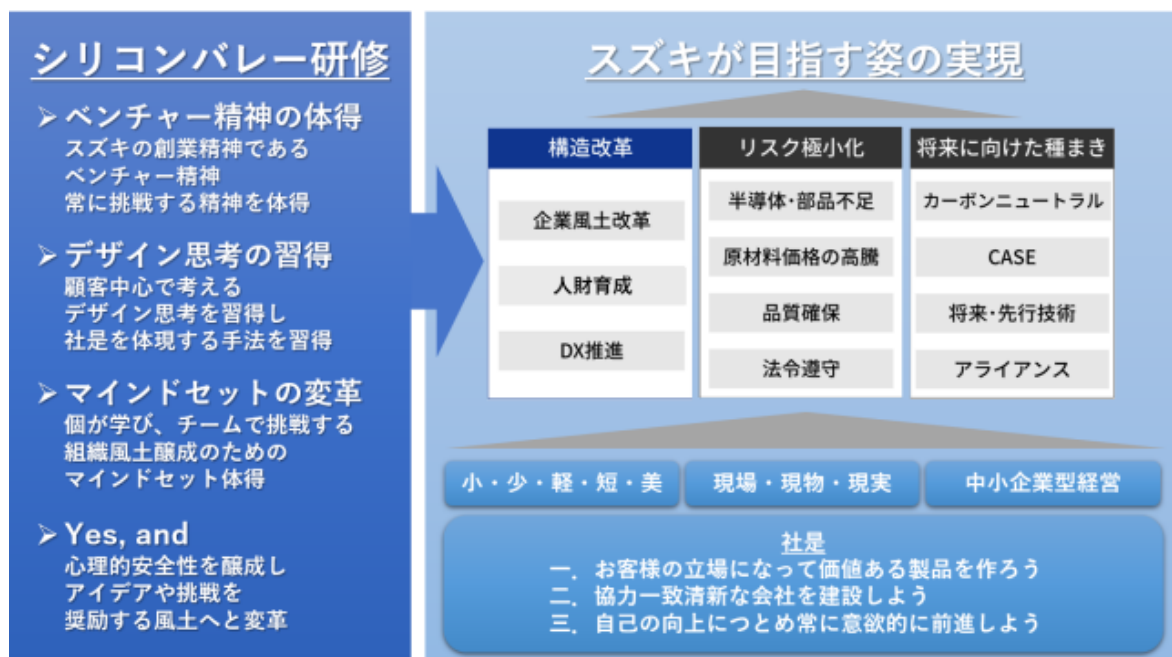 シリコンバレー研修
➢ ベンチャー精神の体得
スズキの創業精神である
ベンチャー精神
常に挑戦する精神を体得
➢ デザイン思考の習得
顧客中心で考える
デザイン思考を習得し
社是を体現する手法を習得
➢ マインドセットの変革
個が学び、チームで挑戦する
組織風土醸成のための
マインドセット体得
➢ Yes, and
心理的安全性を醸成し
アイデアや挑戦を
奨励する風土へと変革
スズキが目指す姿の実現
構造改革
企業風土改革
人財育成
DX推進
リスク極小化
半導体･部品不足
原材料価格の高騰
品質確保
法令遵守
将来に向けた種まき
カーボンニュートラル
CASE
将来･先行技術
アライアンス
小・少・軽・短・美
現場・現物・現実
中小企業型経営
社是
一．お客様の立場になって価値ある製品を作ろう
二．協力一致清新な会社を建設しよう
三．自己の向上につとめ常に意欲的に前進しよう